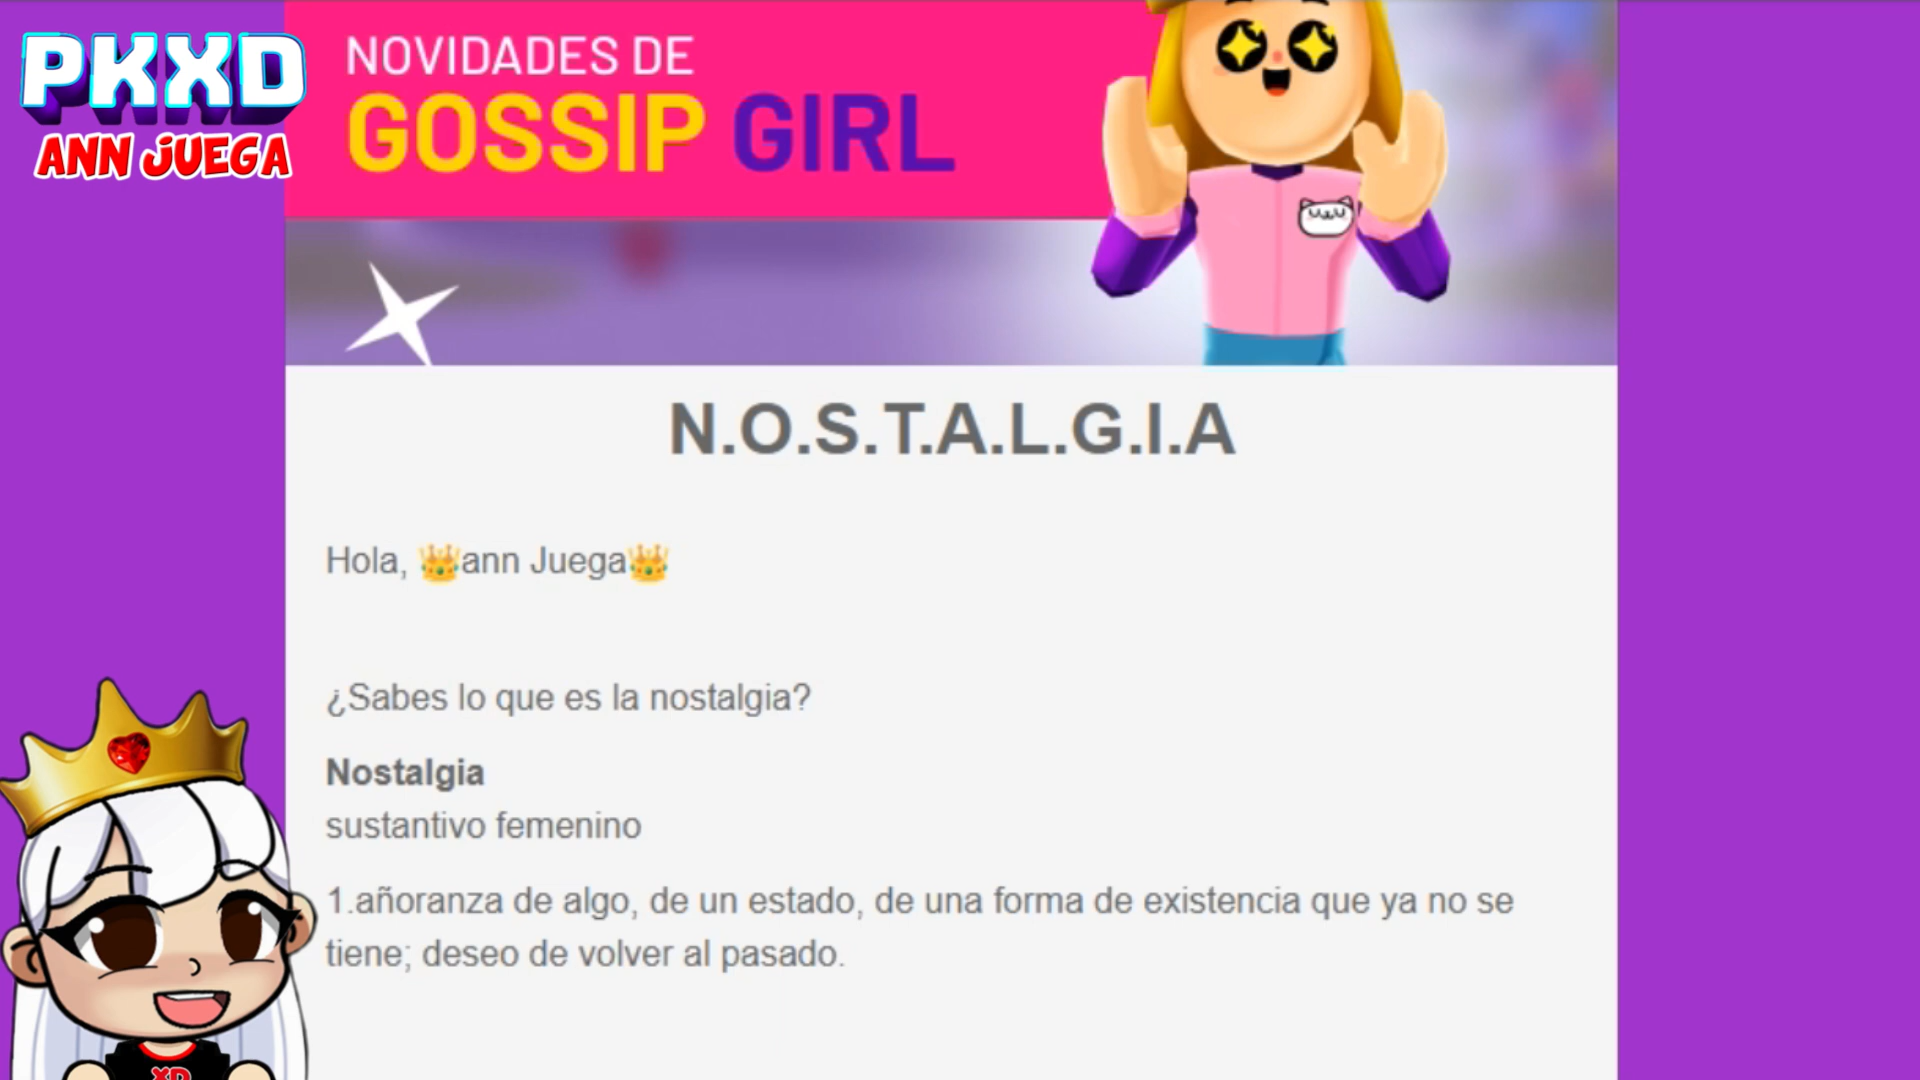 PKXD
ANN JUEGA
NOVIDADES DE
GOSSIP GIRL
N.O.S.T.A.L.G.I.A
Hola, 👑ann Juega👑
¿Sabes lo que es la nostalgia?
Nostalgia
sustantivo femenino
1.añoranza de algo, de un estado, de una forma de existencia que ya no se
tiene; deseo de volver al pasado.
XD